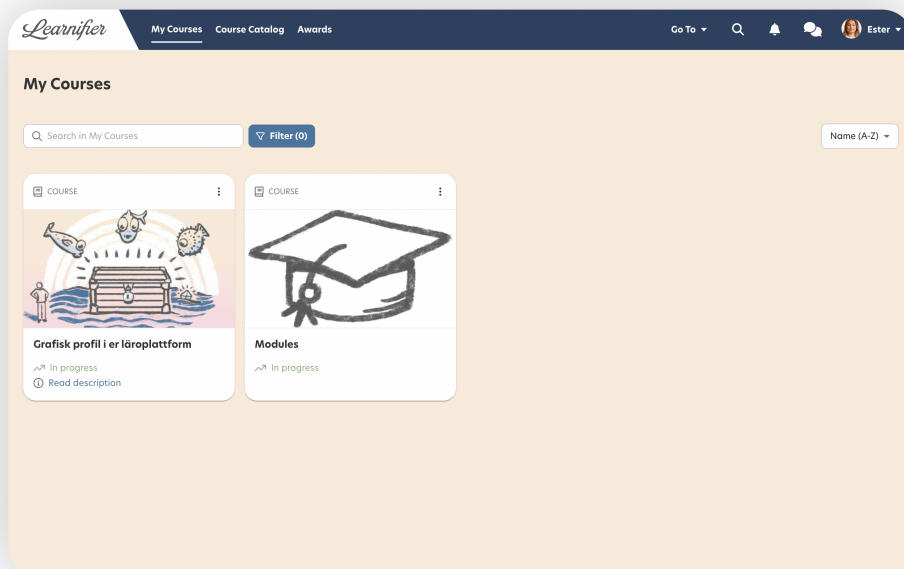 Learnifier
My Courses
Course Catalog
Awards
Go To
Ester
My Courses
Search in My Courses
Filter (0)
Name (A-Z)
COURSE
COURSE
Grafisk profil i er läroplattform
In progress
Read description
Modules
In progress